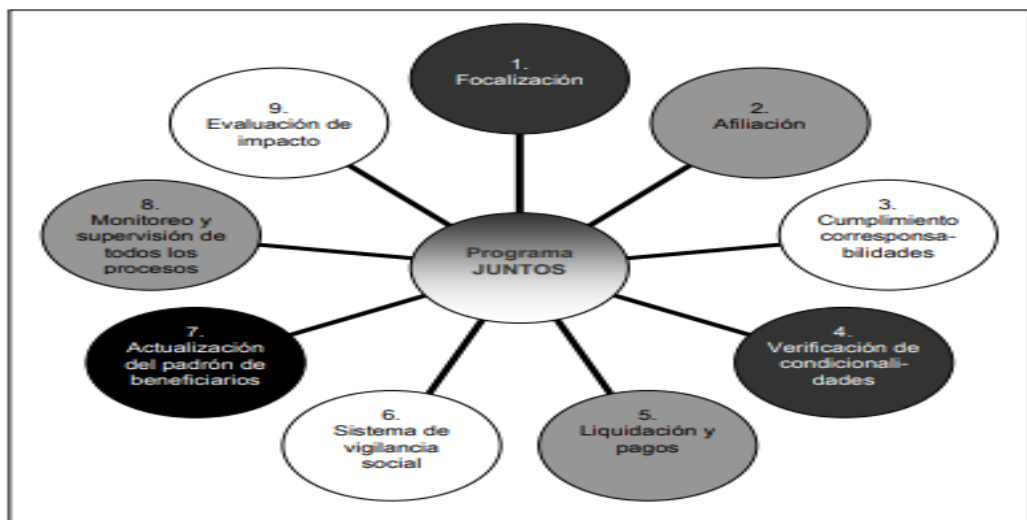 1.
Focalización
2.
Afiliación
3.
Cumplimiento
corresponsa-
bilidades
4.
Verificación de
condicionali-
dades
5.
Liquidación y
pagos
6.
Sistema de
vigilancia
social
7.
Actualización
del padrón de
beneficiarios
8.
Monitoreo y
supervisión de
todos los
procesos
9.
Evaluación de
impacto
Programa
JUNTOS